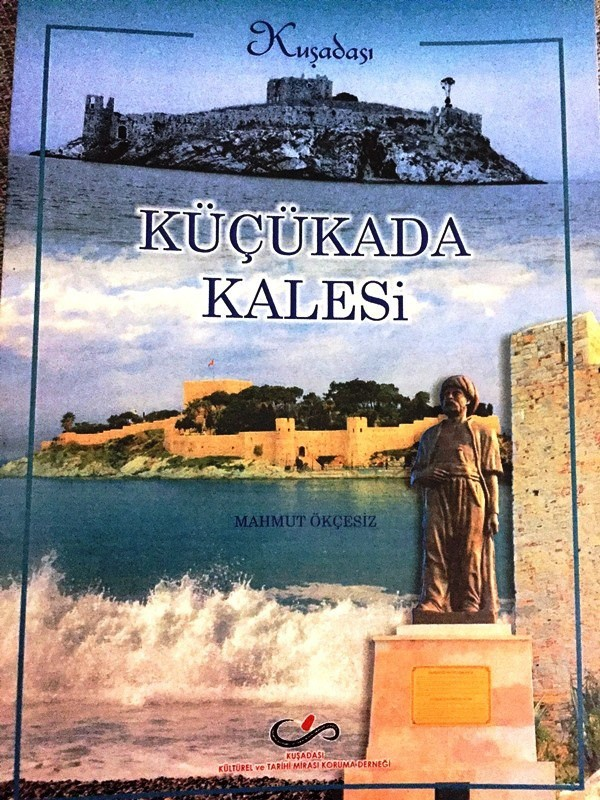 Kuşadası
KÜÇÜKADA
KALESi
MAHMUT ÖKÇESİZ
KUŞADASI
KÜLTÜREL ve TARİHİ MİRASI KORUMA DERNEĞİ